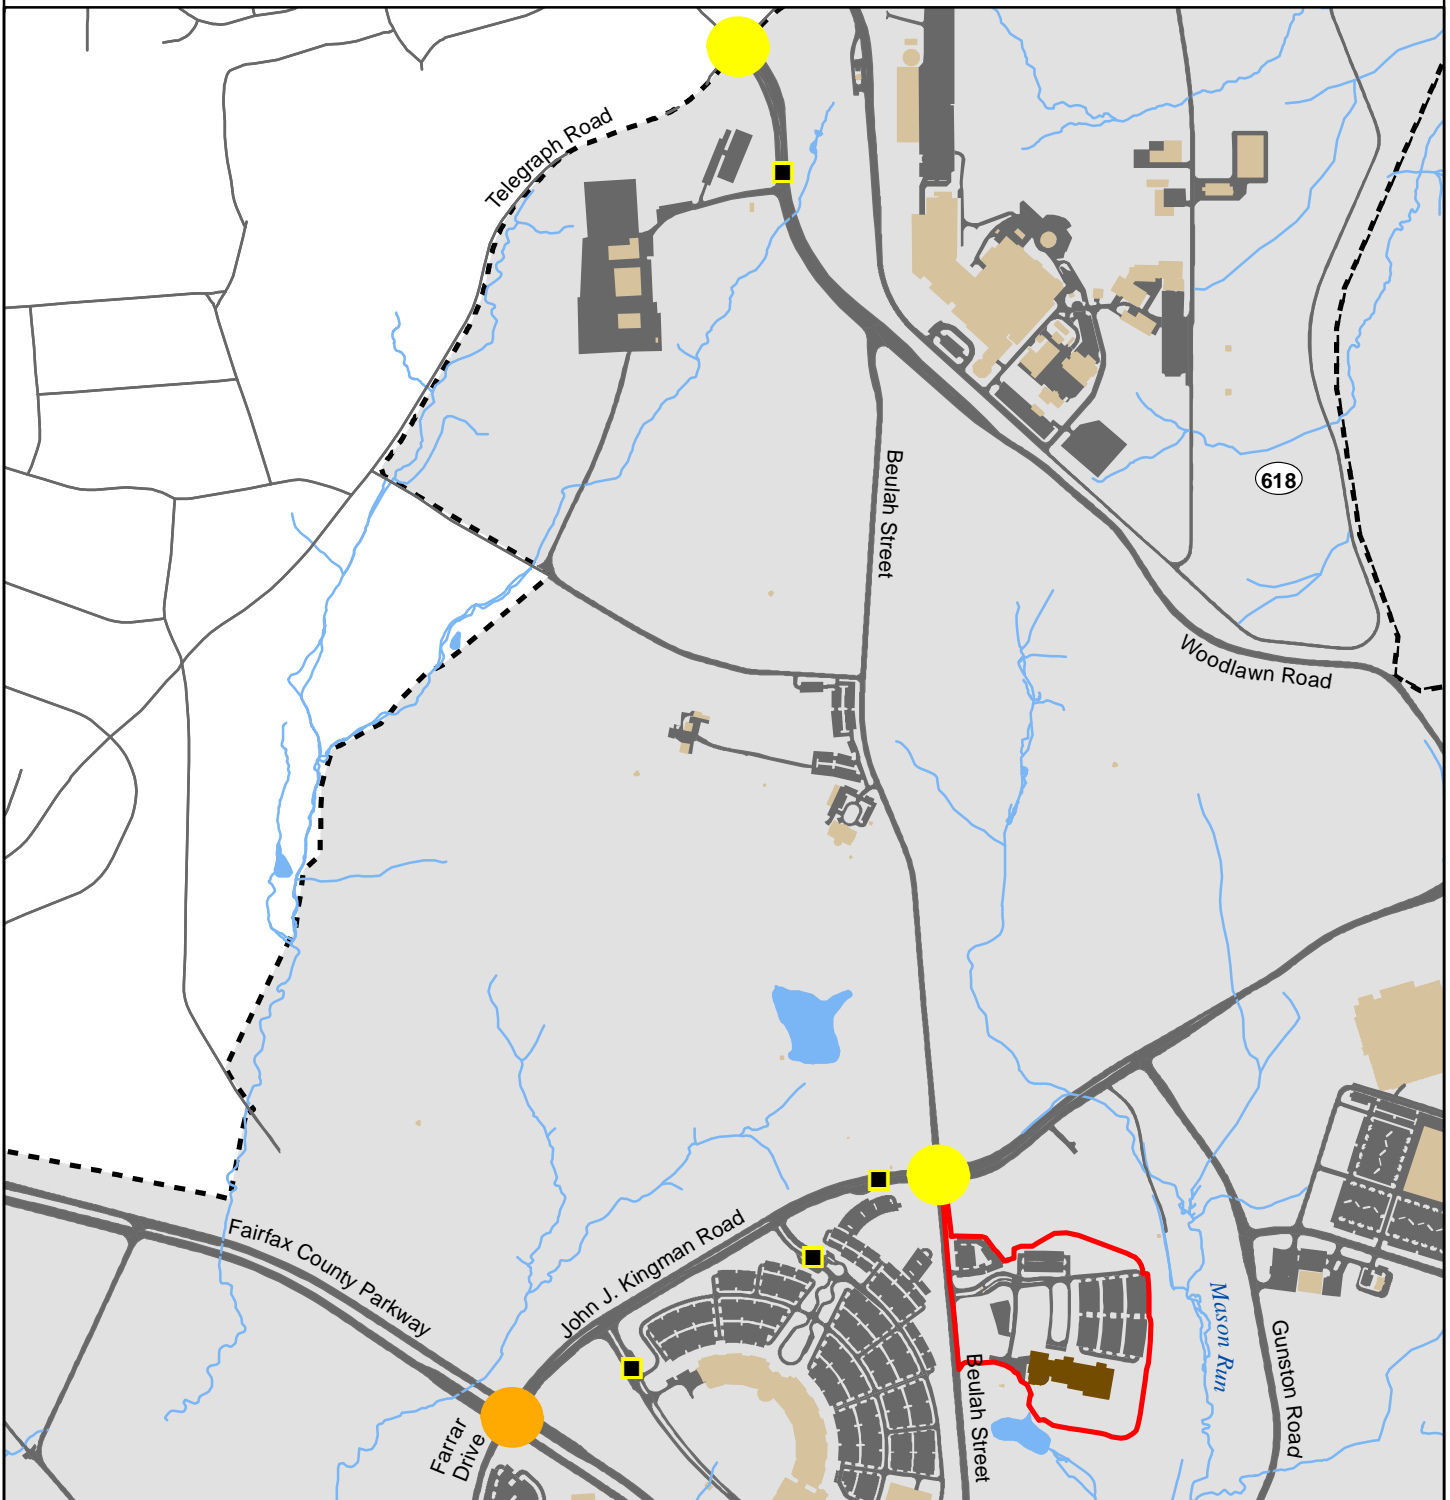 Telegraph Road
Beulah Street
618
Woodlawn Road
Fairfax County Parkway
John J. Kingman Road
Mason Run
Gunston Road
Beulah Street
Farrar
Drive